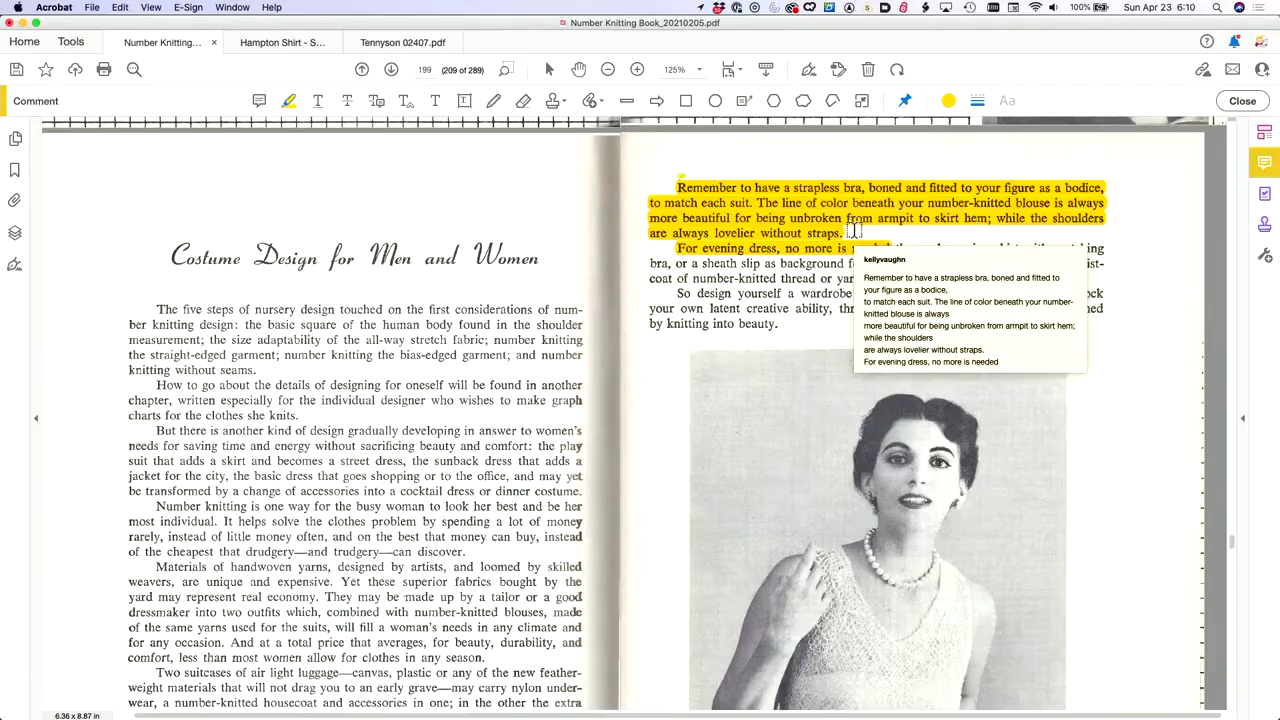 Acrobat File Edit View E-Sign Window Help
100% Sun Apr 23 6:10
Number Knitting Book_20210205.pdf
Home Tools Number Knitting... × Hampton Shirt - S... Tennyson 02407.pdf
199 (209 of 289) 125%
Comment
Aa
Close
Costume Design for Men and Women
The five steps of nursery design touched on the first considerations of num-
ber knitting design: the basic square of the human body found in the shoulder
measurement; the size adaptability of the all-way stretch fabric; number knitting
the straight-edged garment; number knitting the bias-edged garment; and number
knitting without seams.
How to go about the details of designing for oneself will be found in another
chapter, written especially for the individual designer who wishes to make graph
charts for the clothes she knits.
But there is another kind of design gradually developing in answer to women's
needs for saving time and energy without sacrificing beauty and comfort: the play
suit that adds a skirt and becomes a street dress, the sunback dress that adds a
jacket for the city, the basic dress that goes shopping or to the office, and may yet
be transformed by a change of accessories into a cocktail dress or dinner costume.
Number knitting is one way for the busy woman to look her best and be her
most individual. It helps solve the clothes problem by spending a lot of money
rarely, instead of little money often, and on the best that money can buy, instead
of the cheapest that drudgery—and trudgery—can discover.
Materials of handwoven yarns, designed by artists, and loomed by skilled
weavers, are unique and expensive. Yet these superior fabrics bought by the
yard may represent real economy. They may be made up by a tailor or a good
dressmaker into two outfits which, combined with number-knitted blouses, made
of the same yarns used for the suits, will fill a woman's needs in any climate and
for any occasion. And at a total price that averages, for beauty, durability, and
comfort, less than most women allow for clothes in any season.
Two suitcases of air light luggage—canvas, plastic or any of the new feather-
weight materials that will not drag you to an early grave—may carry nylon under-
wear, a number-knitted housecoat and accessories in one; in the other the extra
Remember to have a strapless bra, boned and fitted to your figure as a bodice,
to match each suit. The line of color beneath your number-knitted blouse is always
more beautiful for being unbroken from armpit to skirt hem; while the shoulders
are always lovelier without straps.
For evening dress, no more is
bra, or a sheath slip as background ist-
coat of number-knitted thread or
So design yourself a wardrobe
your own latent creative ability,
by knitting into beauty.
kellyvaughn
Remember to have a strapless bra, boned and fitted to
your figure as a bodice,
to match each suit. The line of color beneath your number-
knitted blouse is always
more beautiful for being unbroken from armpit to skirt hem;
while the shoulders
are always lovelier without straps.
For evening dress, no more is needed
6.36 x 8.87 in